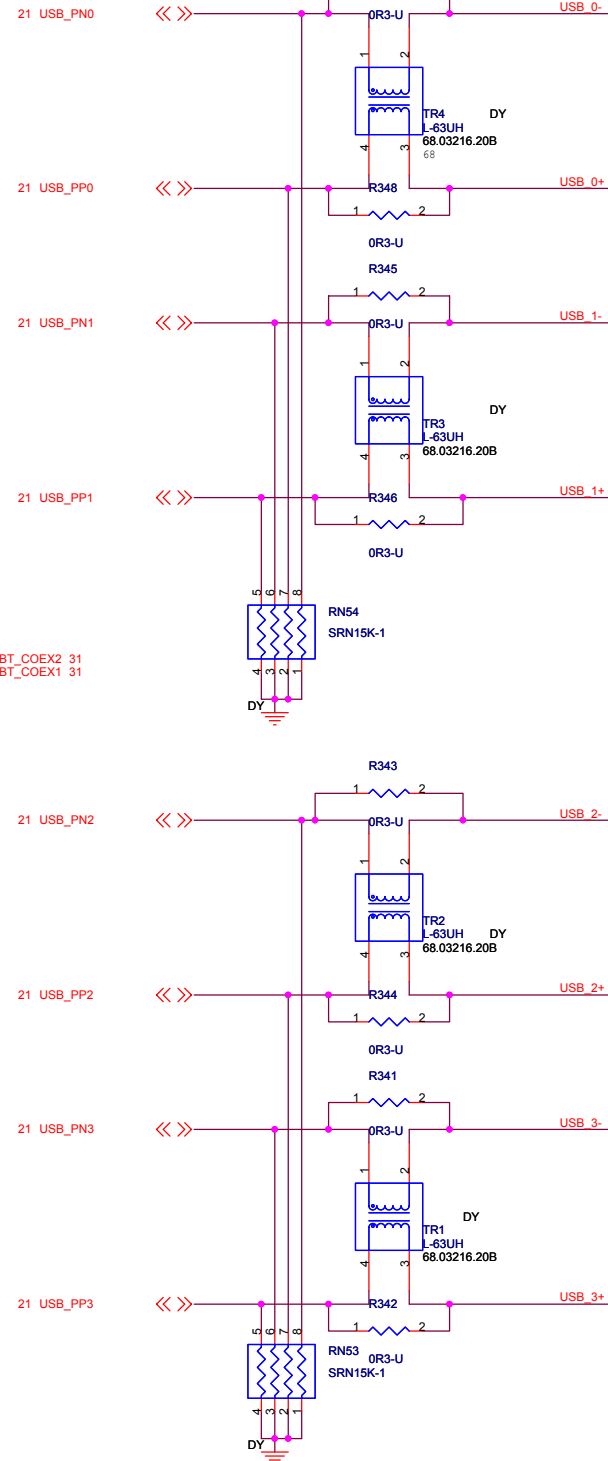 21 USB_PN0
0R3-U
USB_0-
1 2
TR4 DY
L-63UH
68.03216.20B
68
4 3
21 USB_PP0
R348
USB_0+
1 2
0R3-U
R345
1 2
21 USB_PN1
0R3-U
USB_1-
1 2
TR3 DY
L-63UH
68.03216.20B
4 3
21 USB_PP1
R346
USB_1+
1 2
0R3-U
5 6 7 8
RN54
SRN15K-1
BT_COEX2 31
BT_COEX1 31
4 3 2 1
DY
R343
1 2
21 USB_PN2
0R3-U
USB_2-
1 2
TR2
L-63UH DY
68.03216.20B
4 3
21 USB_PP2
R344
USB_2+
1 2
0R3-U
R341
1 2
21 USB_PN3
0R3-U
USB_3-
1 2
DY
TR1
L-63UH
68.03216.20B
4 3
21 USB_PP3
R342
USB_3+
1 2
5 6 7 8
RN53
0R3-U
SRN15K-1
4 3 2 1
DY